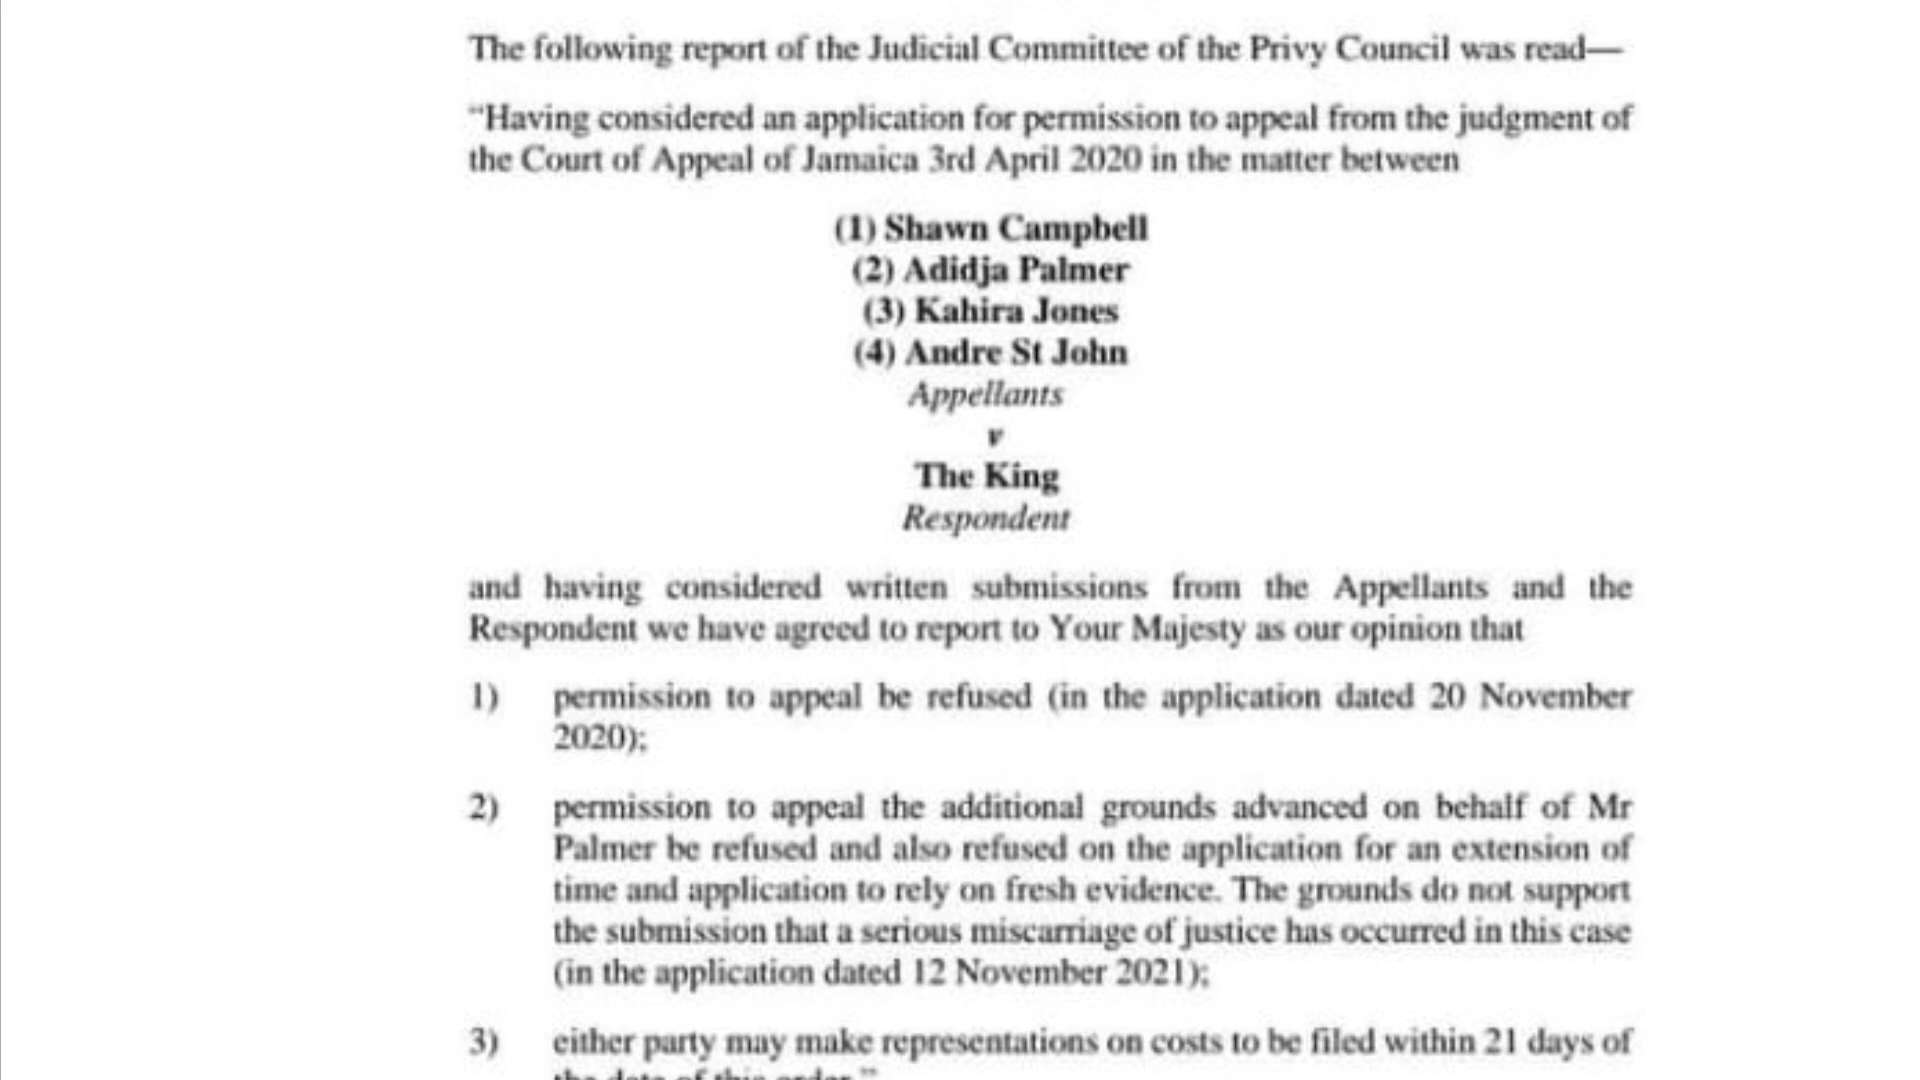 The following report of the Judicial Committee of the Privy Council was read—
“Having considered an application for permission to appeal from the judgment of
the Court of Appeal of Jamaica 3rd April 2020 in the matter between
(1) Shawn Campbell
(2) Adidja Palmer
(3) Kahira Jones
(4) Andre St John
Appellants
v
The King
Respondent
and having considered written submissions from the Appellants and the
Respondent we have agreed to report to Your Majesty as our opinion that
1) permission to appeal be refused (in the application dated 20 November
2020);
2) permission to appeal the additional grounds advanced on behalf of Mr
Palmer be refused and also refused on the application for an extension of
time and application to rely on fresh evidence. The grounds do not support
the submission that a serious miscarriage of justice has occurred in this case
(in the application dated 12 November 2021);
3) either party may make representations on costs to be filed within 21 days of
the date of this order.”